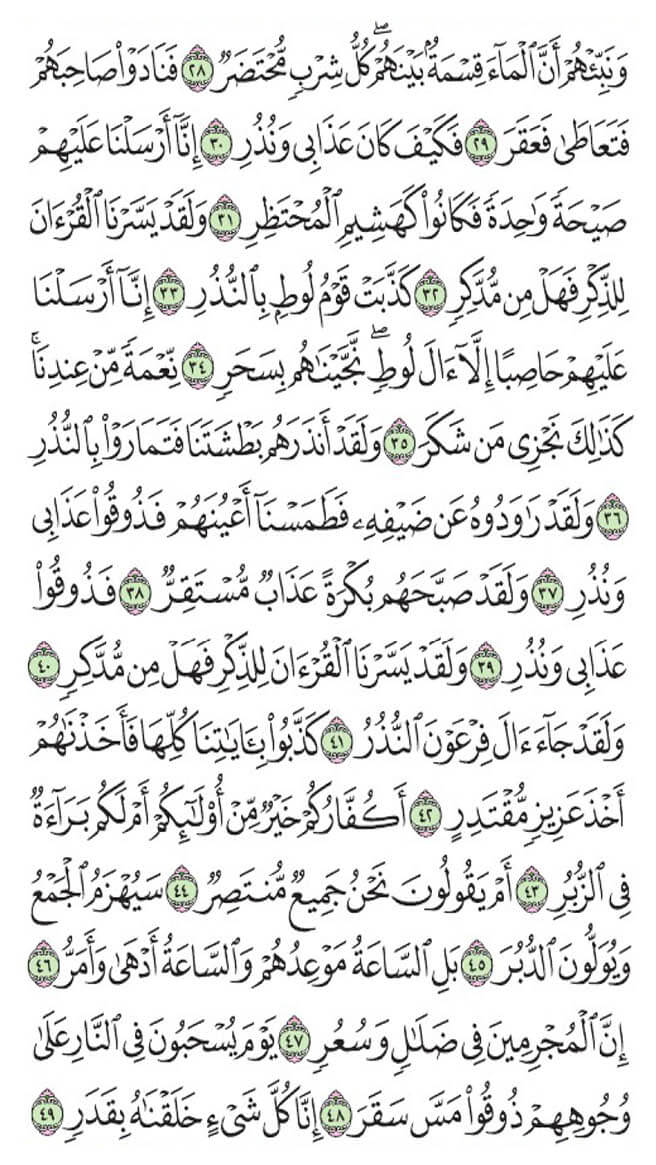 وَنَبِّئْهُمْ أَنَّ ٱلْمَآءَ قِسْمَةٌۢ بَيْنَهُمْۖ كُلُّ شِرْبٍ مُّحْتَضَرٌ ٢٨ فَنَادَوْا۟ صَاحِبَهُمْ
فَتَعَاطَىٰ فَعَقَرَ ٢٩ فَكَيْفَ كَانَ عَذَابِى وَنُذُرِ ٣٠ إِنَّآ أَرْسَلْنَا عَلَيْهِمْ
صَيْحَةً وَٰحِدَةً فَكَانُوا۟ كَهَشِيمِ ٱلْمُحْتَظِرِ ٣١ وَلَقَدْ يَسَّرْنَا ٱلْقُرْءَانَ
لِلذِّكْرِ فَهَلْ مِن مُّدَّكِرٍ ٣٢ كَذَّبَتْ قَوْمُ لُوطٍۭ بِٱلنُّذُرِ ٣٣ إِنَّآ أَرْسَلْنَا
عَلَيْهِمْ حَاصِبًا إِلَّآ ءَالَ لُوطٍۖ نَّجَّيْنَٰهُم بِسَحَرٍ ٣٤ نِّعْمَةً مِّنْ عِندِنَاۚ
كَذَٰلِكَ نَجْزِى مَن شَكَرَ ٣٥ وَلَقَدْ أَنذَرَهُم بَطْشَتَنَا فَتَمَارَوْا۟ بِٱلنُّذُرِ
٣٦ وَلَقَدْ رَٰوَدُوهُ عَن ضَيْفِهِۦ فَطَمَسْنَآ أَعْيُنَهُمْ فَذُوقُوا۟ عَذَابِى
وَنُذُرِ ٣٧ وَلَقَدْ صَبَّحَهُم بُكْرَةً عَذَابٌ مُّسْتَقِرٌّ ٣٨ فَذُوقُوا۟
عَذَابِى وَنُذُرِ ٣٩ وَلَقَدْ يَسَّرْنَا ٱلْقُرْءَانَ لِلذِّكْرِ فَهَلْ مِن مُّدَّكِرٍ ٤٠
وَلَقَدْ جَآءَ ءَالَ فِرْعَوْنَ ٱلنُّذُرُ ٤١ كَذَّبُوا۟ بِـَٔايَٰتِنَا كُلِّهَا فَأَخَذْنَٰهُمْ
أَخْذَ عَزِيزٍ مُّقْتَدِرٍ ٤٢ أَكُفَّارُكُمْ خَيْرٌ مِّنْ أُو۟لَٰٓئِكُمْ أَمْ لَكُم بَرَآءَةٌ
فِى ٱلزُّبُرِ ٤٣ أَمْ يَقُولُونَ نَحْنُ جَمِيعٌ مُّنتَصِرٌ ٤٤ سَيُهْزَمُ ٱلْجَمْعُ
وَيُوَلُّونَ ٱلدُّبُرَ ٤٥ بَلِ ٱلسَّاعَةُ مَوْعِدُهُمْ وَٱلسَّاعَةُ أَدْهَىٰ وَأَمَرُّ ٤٦
إِنَّ ٱلْمُجْرِمِينَ فِى ضَلَٰلٍ وَسُعُرٍ ٤٧ يَوْمَ يُسْحَبُونَ فِى ٱلنَّارِ عَلَىٰ
وُجُوهِهِمْ ذُوقُوا۟ مَسَّ سَقَرَ ٤٨ إِنَّا كُلَّ شَىْءٍ خَلَقْنَٰهُ بِقَدَرٍ ٤٩